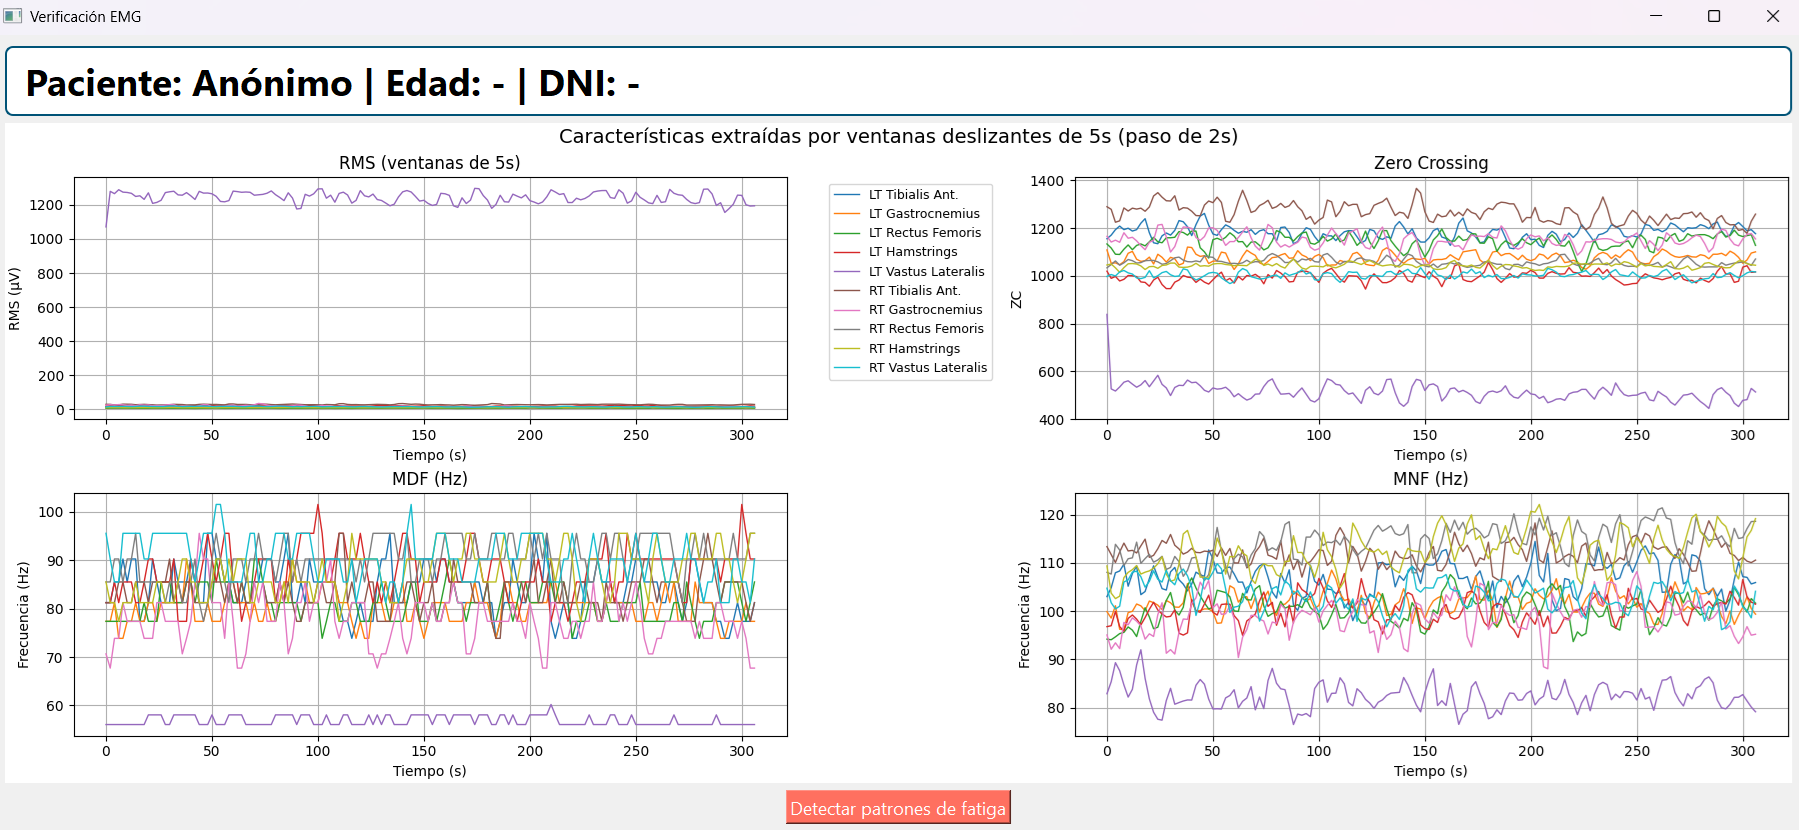 Verificación EMG
Paciente: Anónimo | Edad: - | DNI: -
Características extraídas por ventanas deslizantes de 5s (paso de 2s)
RMS (ventanas de 5s)
RMS (µV)
1200
1000
800
600
400
200
0
0 50 100 150 200 250 300
Tiempo (s)
LT Tibialis Ant.
LT Gastrocnemius
LT Rectus Femoris
LT Hamstrings
LT Vastus Lateralis
RT Tibialis Ant.
RT Gastrocnemius
RT Rectus Femoris
RT Hamstrings
RT Vastus Lateralis
Zero Crossing
ZC
1400
1200
1000
800
600
400
0 50 100 150 200 250 300
Tiempo (s)
MDF (Hz)
Frecuencia (Hz)
100
90
80
70
60
0 50 100 150 200 250 300
Tiempo (s)
MNF (Hz)
Frecuencia (Hz)
120
110
100
90
80
0 50 100 150 200 250 300
Tiempo (s)
Detectar patrones de fatiga